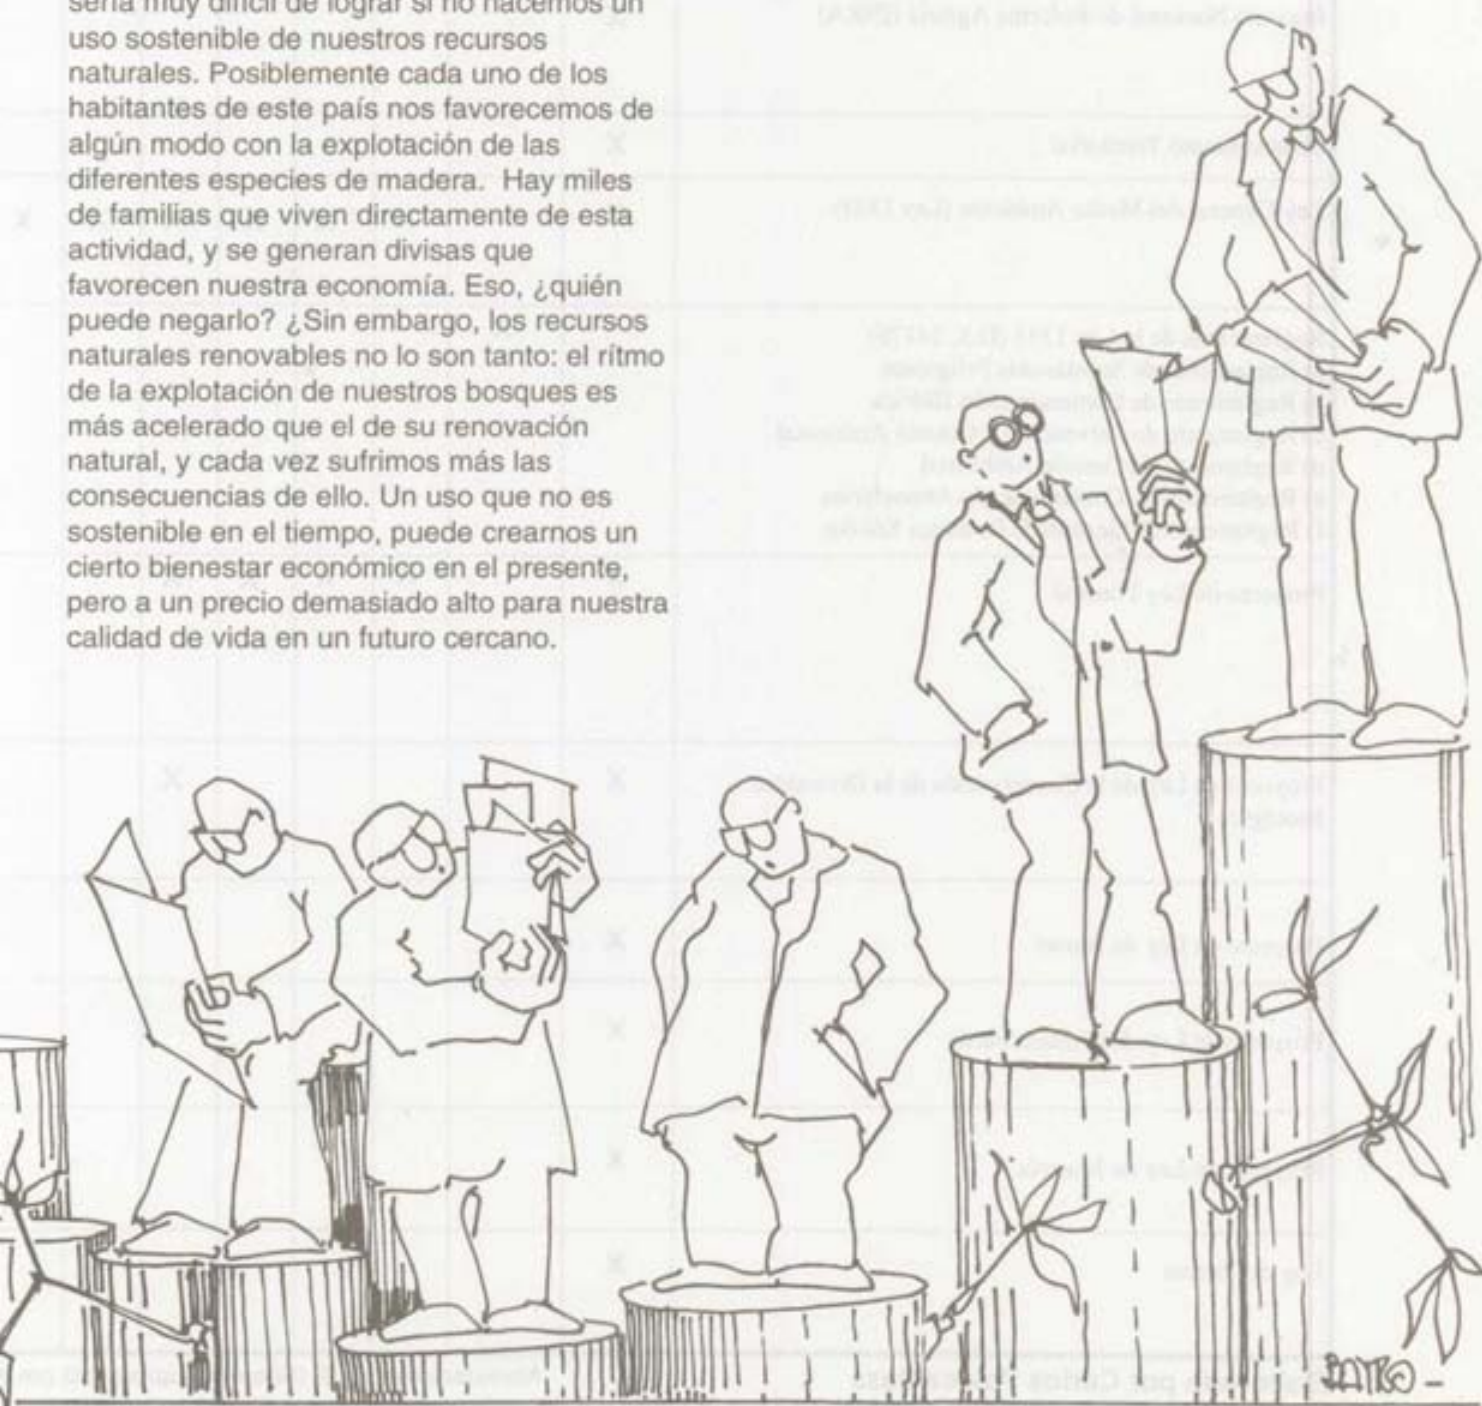 sería muy difícil de lograr si no hacemos un
uso sostenible de nuestros recursos
naturales. Posiblemente cada uno de los
habitantes de este país nos favorecemos de
algún modo con la explotación de las
diferentes especies de madera.  Hay miles
de familias que viven directamente de esta
actividad, y se generan divisas que
favorecen nuestra economía. Eso, ¿quién
puede negarlo? ¿Sin embargo, los recursos
naturales renovables no lo son tanto: el rítmo
de la explotación de nuestros bosques es
más acelerado que el de su renovación
natural, y cada vez sufrimos más las
consecuencias de ello. Un uso que no es
sostenible en el tiempo, puede crearnos un
cierto bienestar económico en el presente,
pero a un precio demasiado alto para nuestra
calidad de vida en un futuro cercano.